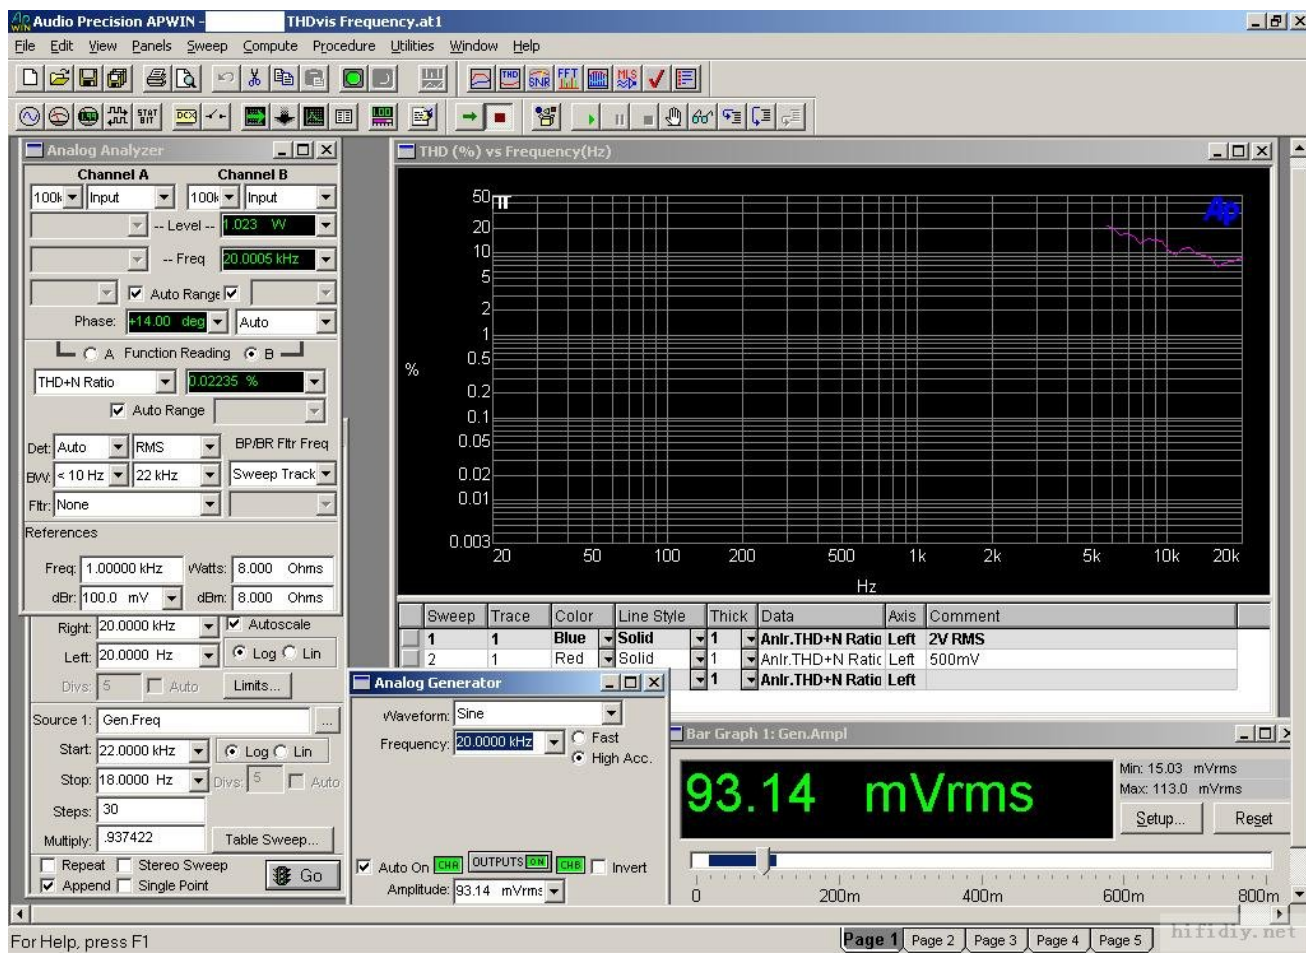 Audio Precision APWIN - THDvis Frequency.at1
File Edit View Panels Sweep Compute Procedure Utilities Window Help
THD SNR FFT MLS
STAT BIT DCX
Analog Analyzer
Channel A Channel B
100k Input 100k Input
-- Level -- 1.023 W
-- Freq 20.0005 kHz
Auto Range
Phase: +14.00 deg Auto
A Function Reading B
THD+N Ratio 0.02235 %
Auto Range
Det: Auto RMS BP/BR Fltr Freq
BW: < 10 Hz 22 kHz Sweep Track
Fltr: None
References
Freq: 1.00000 kHz Watts: 8.000 Ohms
dBr: 100.0 mV dBm: 8.000 Ohms
Right: 20.0000 kHz Autoscale
Left: 20.0000 Hz Log Lin
Divs: 5 Auto Limits...
Source 1: Gen.Freq ...
Start: 22.0000 kHz Log Lin
Stop: 18.0000 Hz Divs: 5 Auto
Steps: 30
Multiply: .937422 Table Sweep...
Repeat Stereo Sweep
Append Single Point Go
THD (%) vs Frequency(Hz)
Ap
50
20
10
5
2
1
0.5
%
0.2
0.1
0.05
0.02
0.01
0.003
20 50 100 200 500 1k 2k 5k 10k 20k
Hz
Sweep Trace Color Line Style Thick Data Axis Comment
1 1 Blue Solid 1 Anlr.THD+N Ratio Left 2V RMS
2 1 Red Solid 1 Anlr.THD+N Ratio Left 500mV
1 Anlr.THD+N Ratio Left
Analog Generator
Waveform: Sine
Frequency: 20.0000 kHz Fast
High Acc.
Auto On CHA OUTPUTS ON CHB Invert
Amplitude: 93.14 mVrms
Bar Graph 1: Gen.Ampl
93.14 mVrms
Min: 15.03 mVrms
Max: 113.0 mVrms
Setup... Reset
0 200m 400m 600m 800m
For Help, press F1
Page 1 Page 2 Page 3 Page 4 Page 5
hifidiy.net